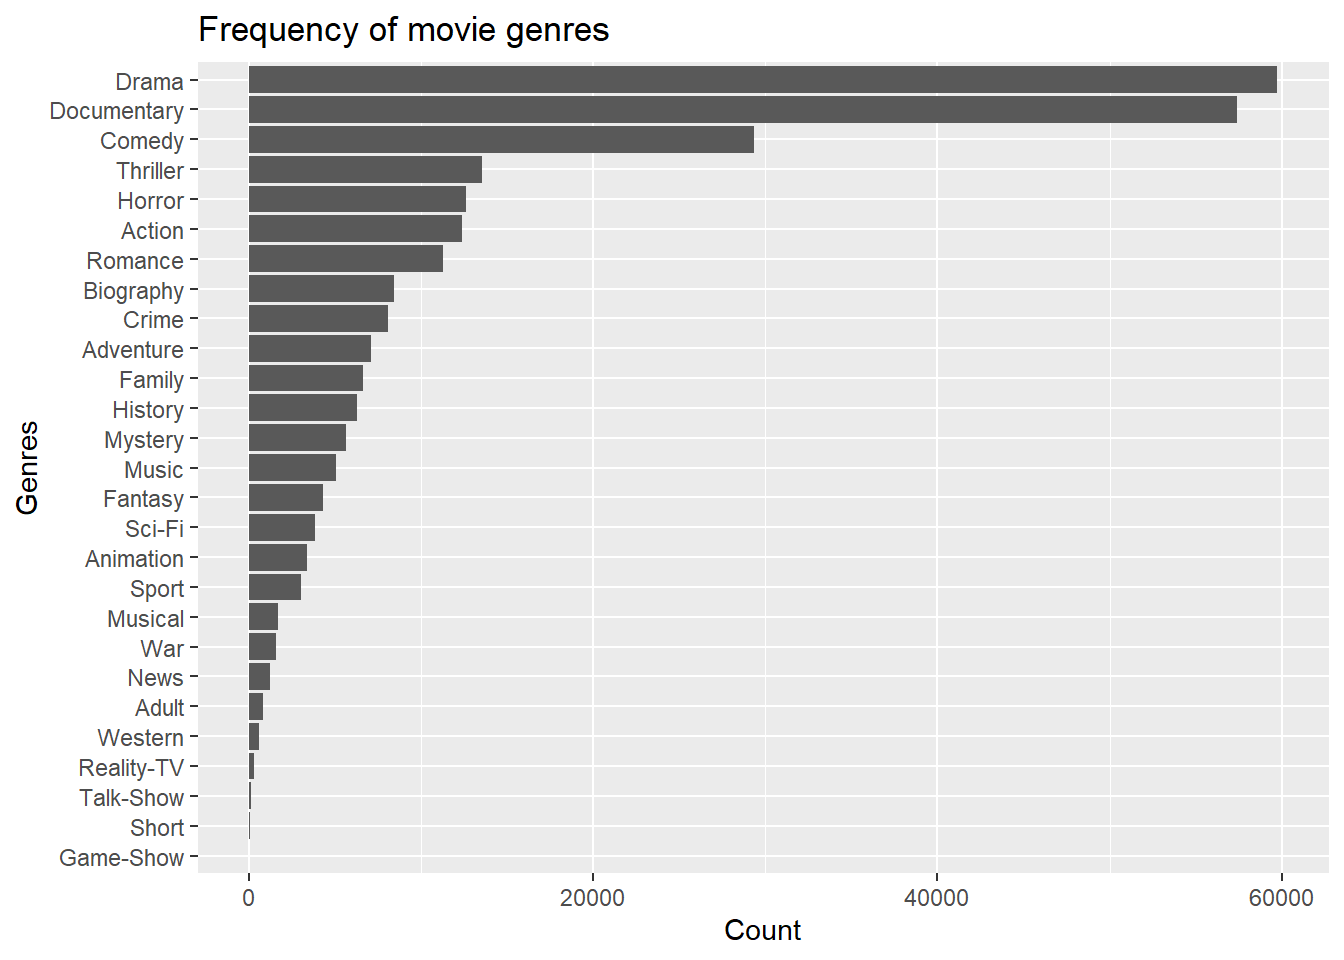 Frequency of movie genres
Genres
Drama
Documentary
Comedy
Thriller
Horror
Action
Romance
Biography
Crime
Adventure
Family
History
Mystery
Music
Fantasy
Sci-Fi
Animation
Sport
Musical
War
News
Adult
Western
Reality-TV
Talk-Show
Short
Game-Show
0 20000 40000 60000
Count